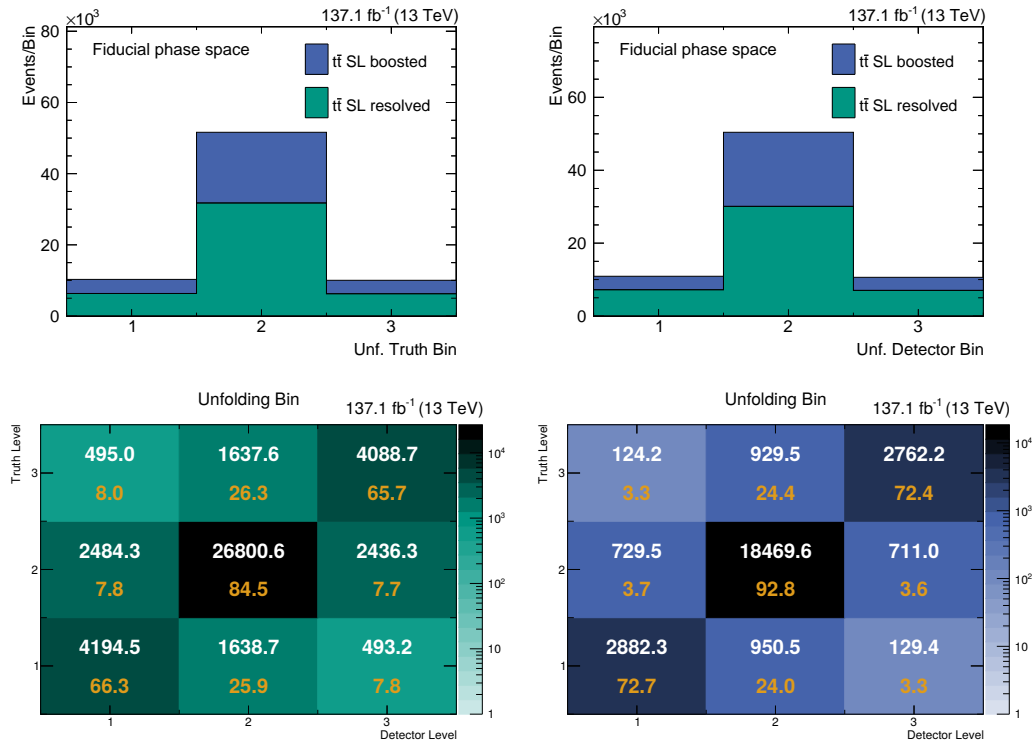 ×10³ 137.1 fb⁻¹ (13 TeV)
Events/Bin
Fiducial phase space
tt̄ SL boosted
tt̄ SL resolved
80
60
40
20
0
1 2 3
Unf. Truth Bin
×10³ 137.1 fb⁻¹ (13 TeV)
Events/Bin
Fiducial phase space
tt̄ SL boosted
tt̄ SL resolved
60
40
20
0
1 2 3
Unf. Detector Bin
Unfolding Bin
137.1 fb⁻¹ (13 TeV)
Truth Level
3
495.0 1637.6 4088.7
8.0 26.3 65.7
2
2484.3 26800.6 2436.3
7.8 84.5 7.7
1
4194.5 1638.7 493.2
66.3 25.9 7.8
1 2 3
Detector Level
10⁴
10³
10²
10
1
Unfolding Bin
137.1 fb⁻¹ (13 TeV)
Truth Level
3
124.2 929.5 2762.2
3.3 24.4 72.4
2
729.5 18469.6 711.0
3.7 92.8 3.6
1
2882.3 950.5 129.4
72.7 24.0 3.3
1 2 3
Detector Level
10⁴
10³
10²
10
1